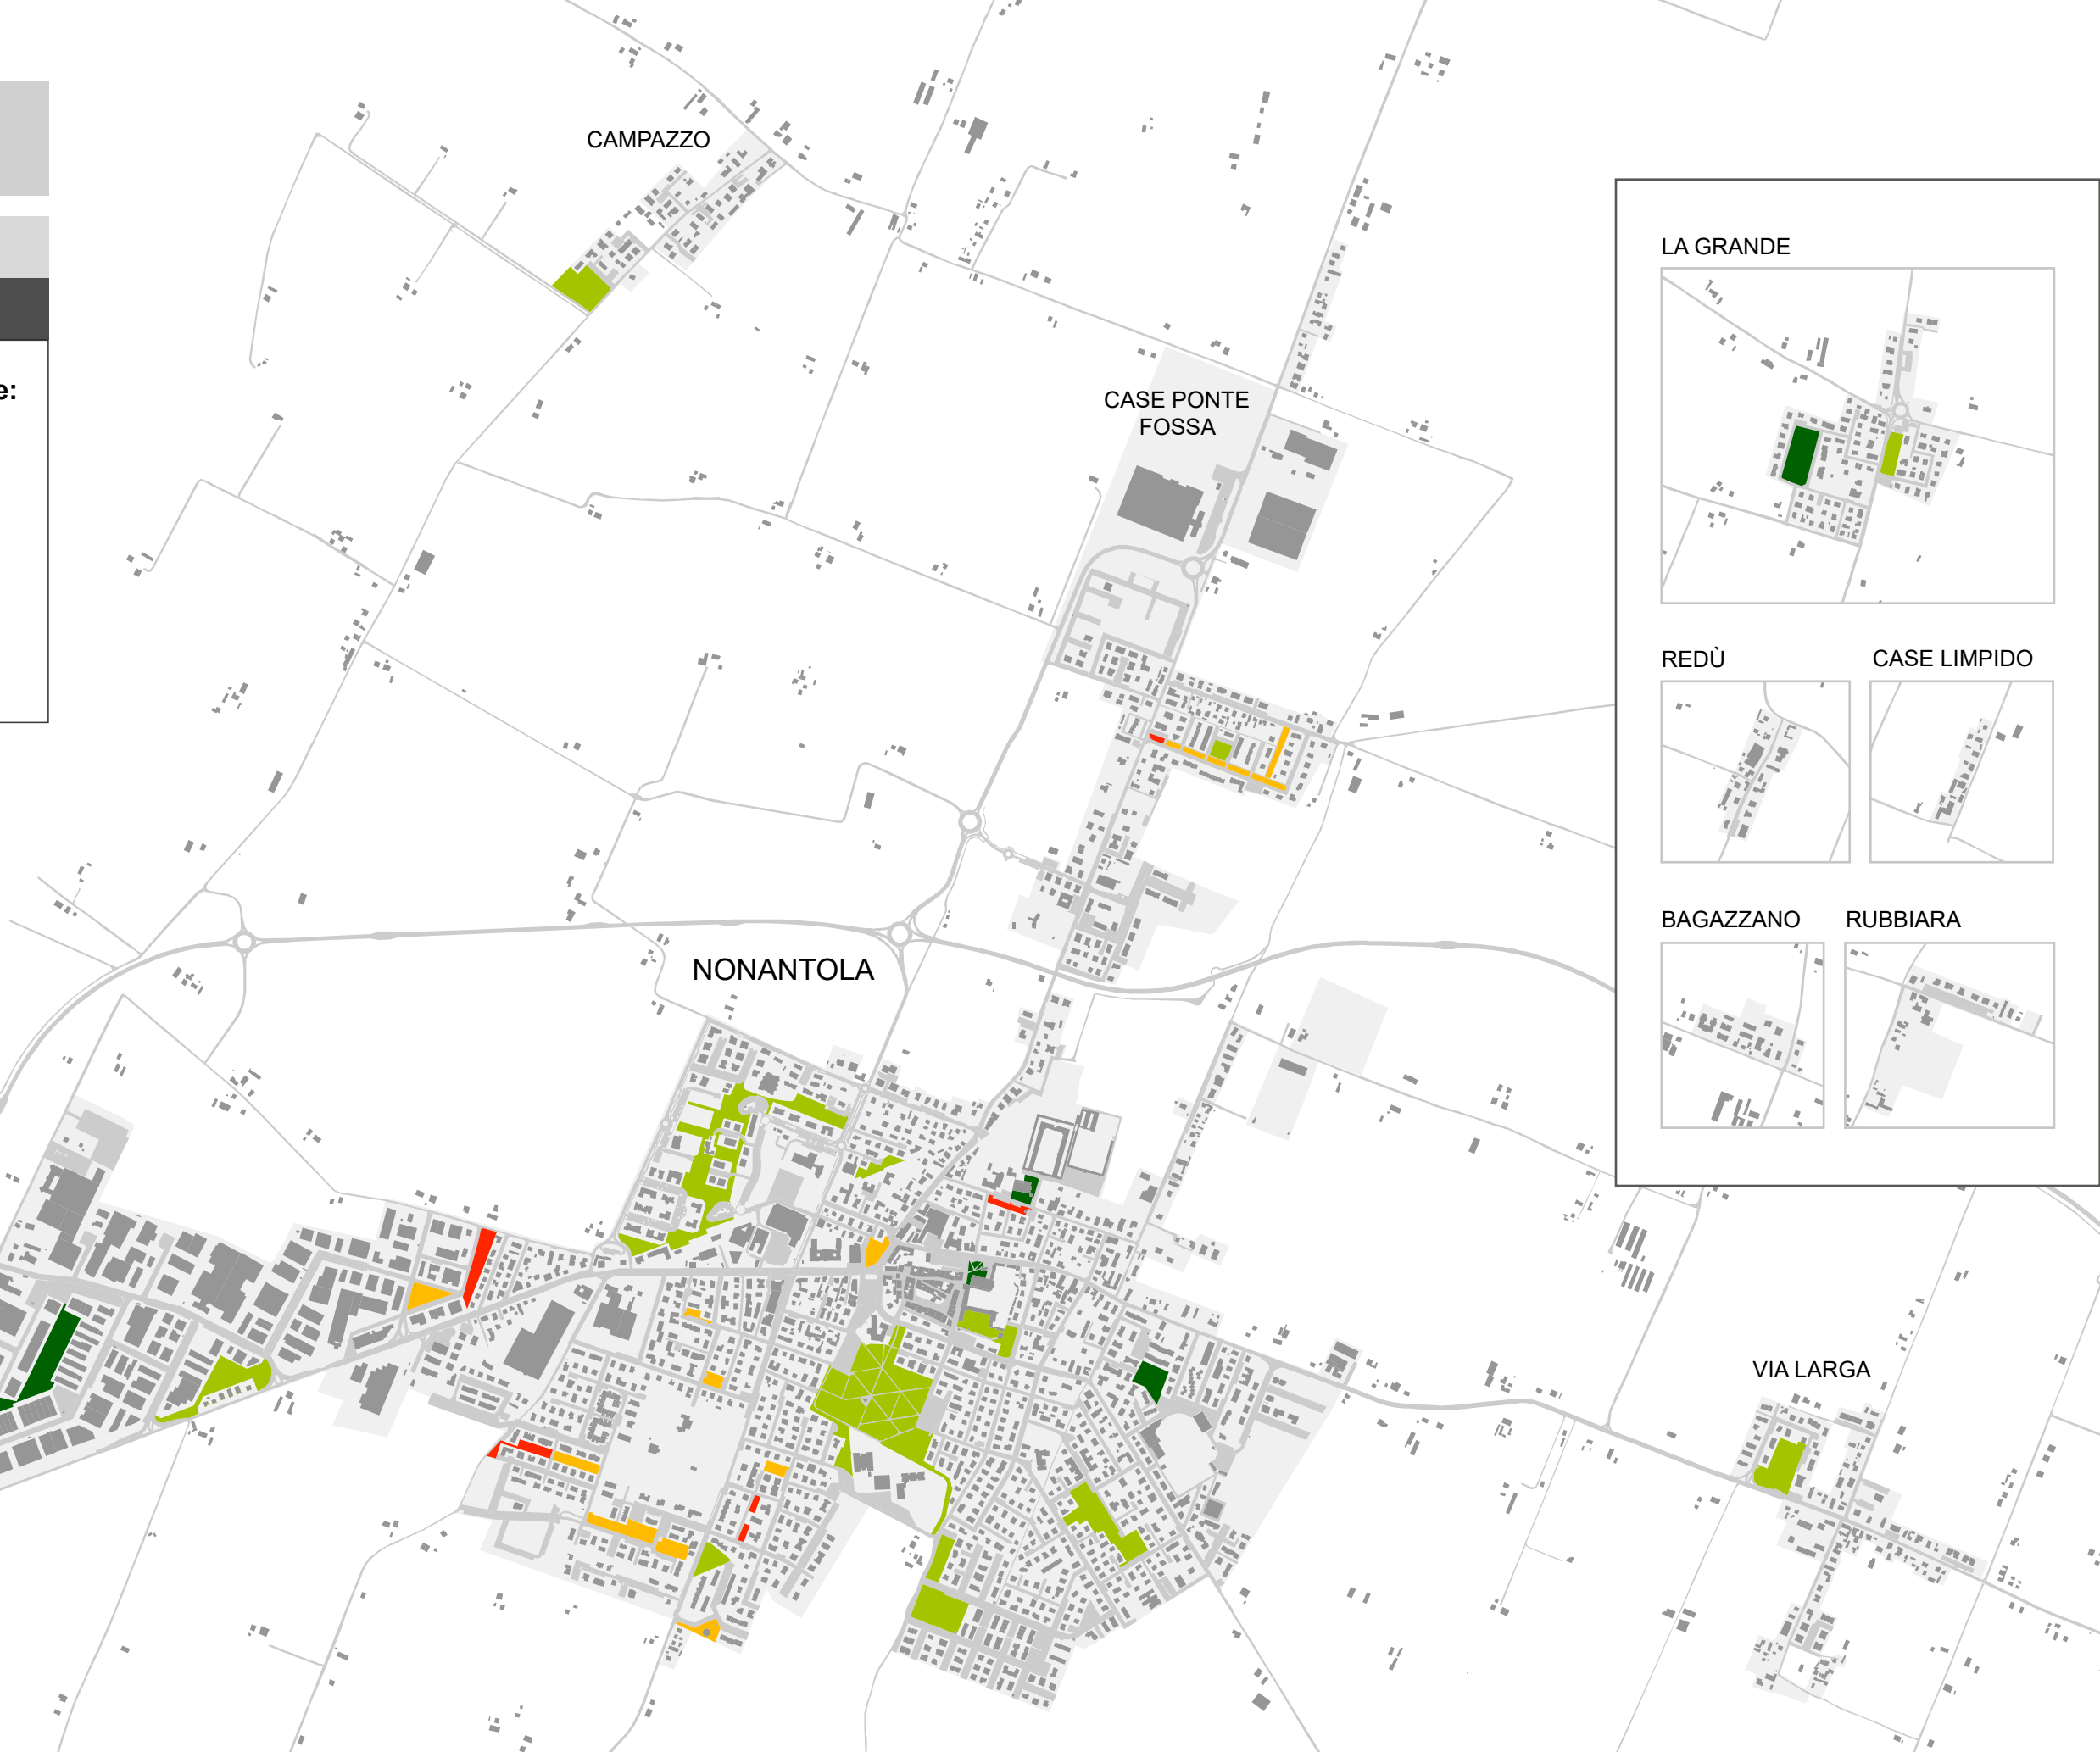 CAMPAZZO
e:
CASE PONTE
FOSSA
NONANTOLA
VIA LARGA
LA GRANDE
REDÙ
CASE LIMPIDO
BAGAZZANO
RUBBIARA